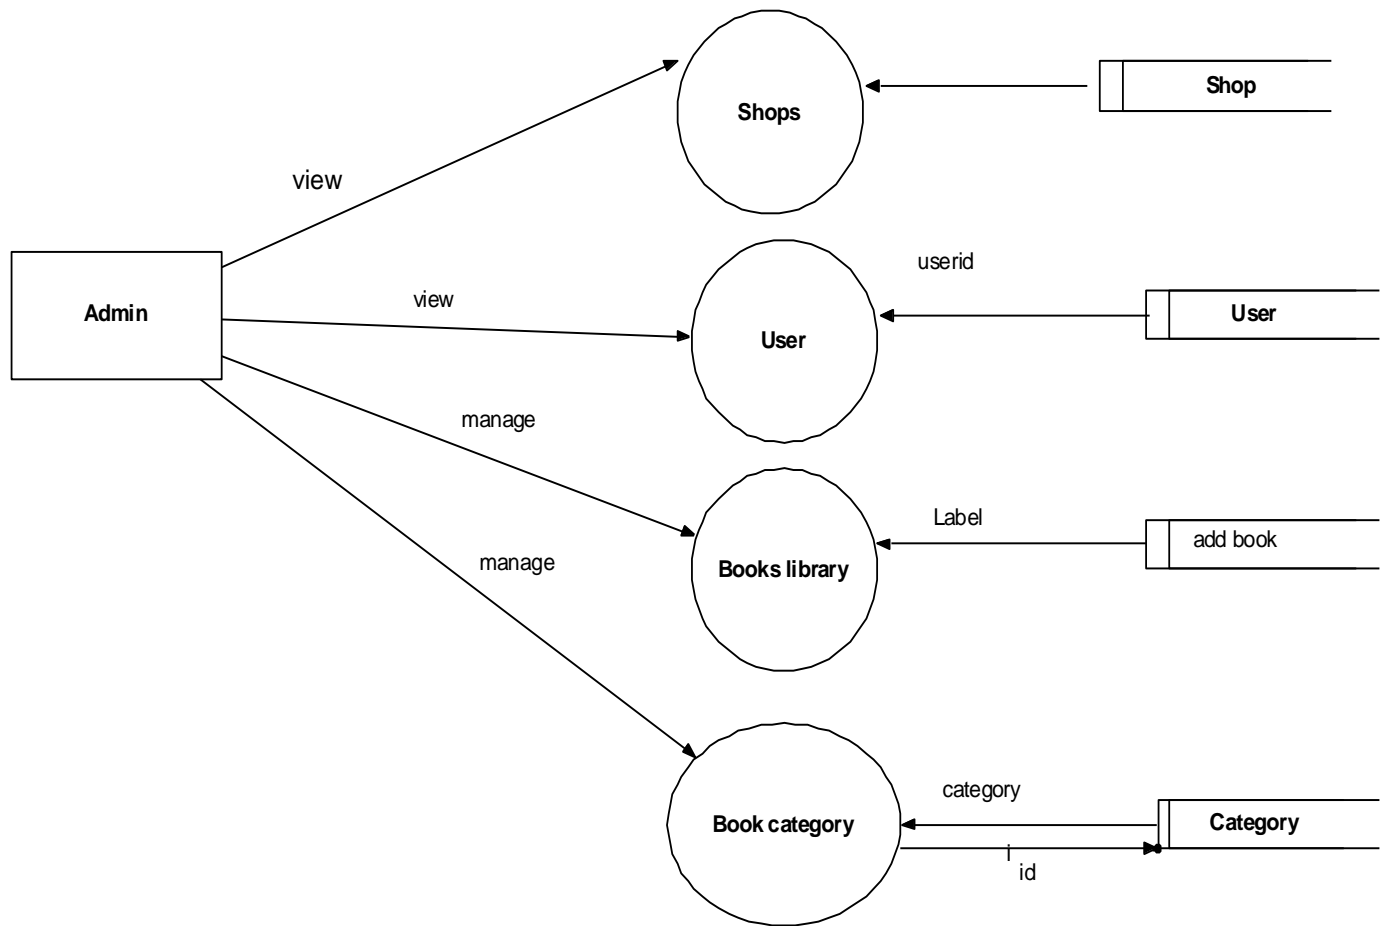 Shops
Shop
view
Admin
view
User
userid
User
manage
Books library
Label
add book
manage
Book category
category
Category
i
id